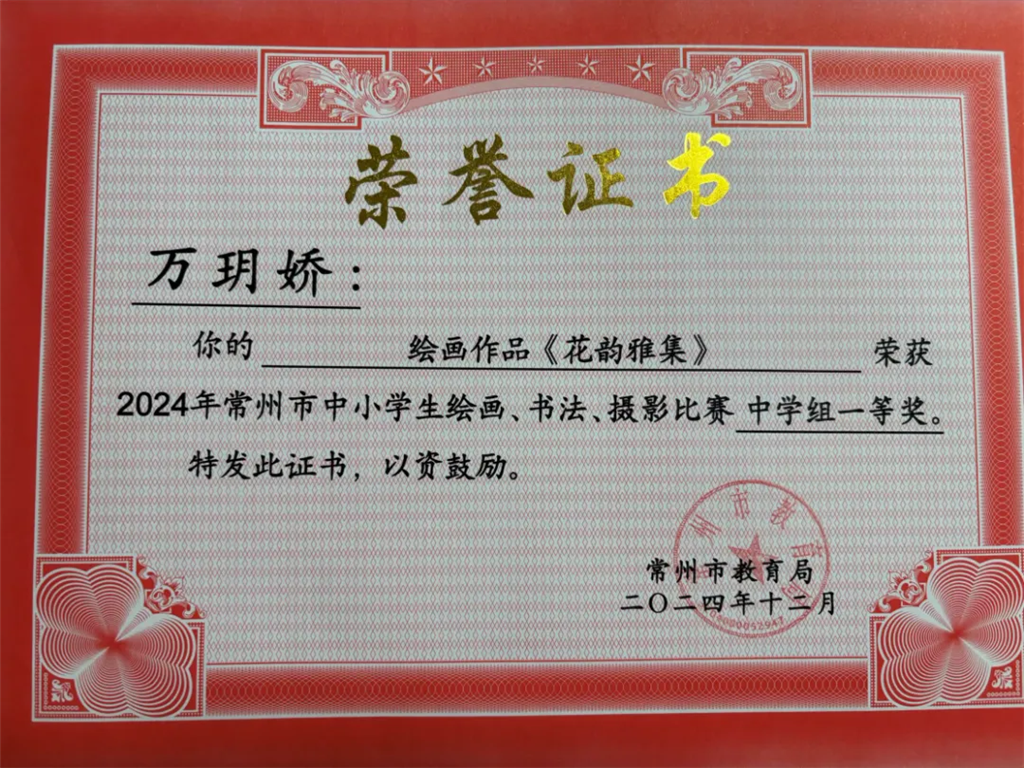 荣誉证书
万玥娇：
你的 绘画作品《花韵雅集》 荣获
2024年常州市中小学生绘画、书法、摄影比赛 中学组一等奖。
特发此证书，以资鼓励。
常州市教育局
二〇二四年十二月